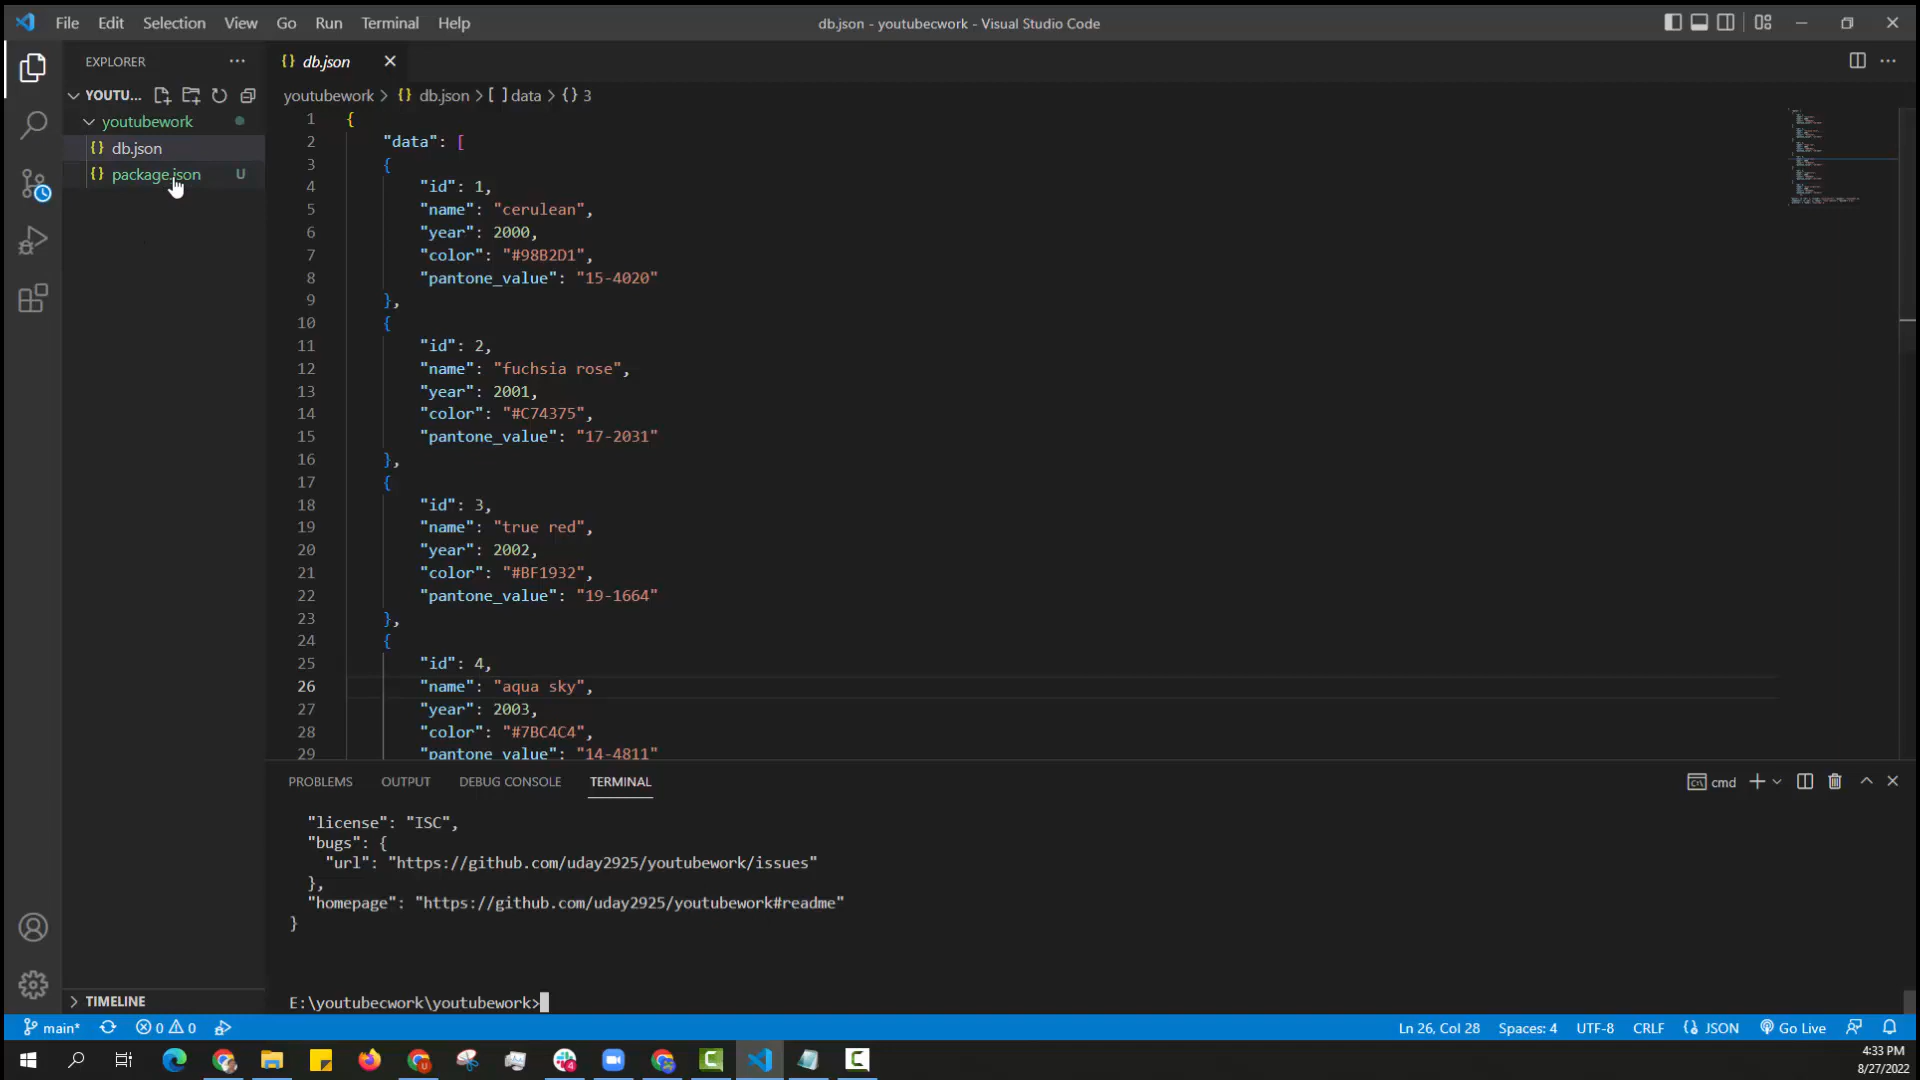 File Edit Selection View Go Run Terminal Help
db.json - youtubecwork - Visual Studio Code
EXPLORER
YOUTU...
youtubework
db.json
package.json U
TIMELINE
{} db.json
youtubework > {} db.json > [ ] data > {} 3
1 {
2 "data": [
3 {
4 "id": 1,
5 "name": "cerulean",
6 "year": 2000,
7 "color": "#98B2D1",
8 "pantone_value": "15-4020"
9 },
10 {
11 "id": 2,
12 "name": "fuchsia rose",
13 "year": 2001,
14 "color": "#C74375",
15 "pantone_value": "17-2031"
16 },
17 {
18 "id": 3,
19 "name": "true red",
20 "year": 2002,
21 "color": "#BF1932",
22 "pantone_value": "19-1664"
23 },
24 {
25 "id": 4,
26 "name": "aqua sky",
27 "year": 2003,
28 "color": "#7BC4C4",
29 "pantone_value": "14-4811"
PROBLEMS OUTPUT DEBUG CONSOLE TERMINAL
cmd
"license": "ISC",
"bugs": {
"url": "https://github.com/uday2925/youtubework/issues"
},
"homepage": "https://github.com/uday2925/youtubework#readme"
}
E:\youtubecwork\youtubework>
main* 0 0
Ln 26, Col 28 Spaces: 4 UTF-8 CRLF {} JSON Go Live
4:33 PM
8/27/2022